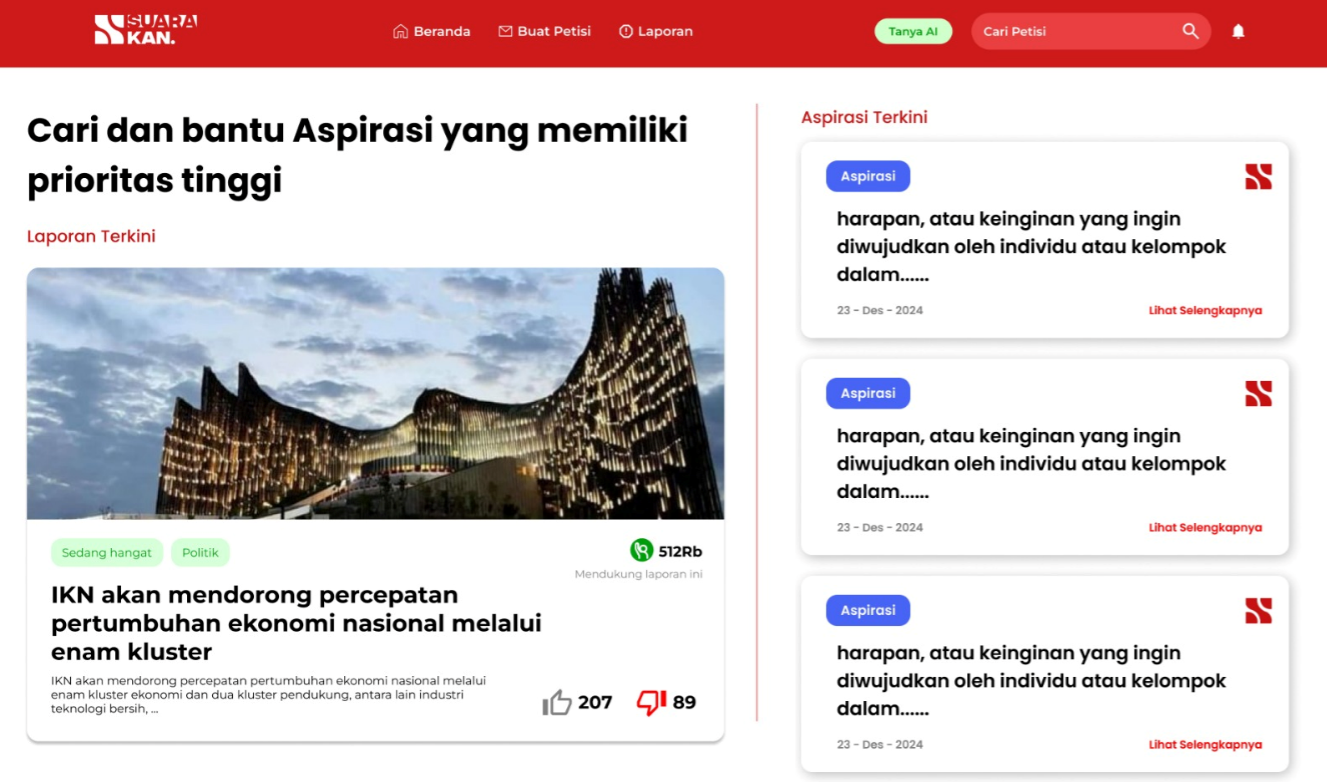 SUARA
KAN.
Beranda
Buat Petisi
Laporan
Tanya AI
Cari Petisi
Cari dan bantu Aspirasi yang memiliki
prioritas tinggi
Laporan Terkini
Sedang hangat
Politik
512Rb
Mendukung laporan ini
IKN akan mendorong percepatan
pertumbuhan ekonomi nasional melalui
enam kluster
IKN akan mendorong percepatan pertumbuhan ekonomi nasional melalui
enam kluster ekonomi dan dua kluster pendukung, antara lain industri
teknologi bersih, ...
207
89
Aspirasi Terkini
Aspirasi
harapan, atau keinginan yang ingin
diwujudkan oleh individu atau kelompok
dalam......
23 - Des - 2024
Lihat Selengkapnya
Aspirasi
harapan, atau keinginan yang ingin
diwujudkan oleh individu atau kelompok
dalam......
23 - Des - 2024
Lihat Selengkapnya
Aspirasi
harapan, atau keinginan yang ingin
diwujudkan oleh individu atau kelompok
dalam......
23 - Des - 2024
Lihat Selengkapnya